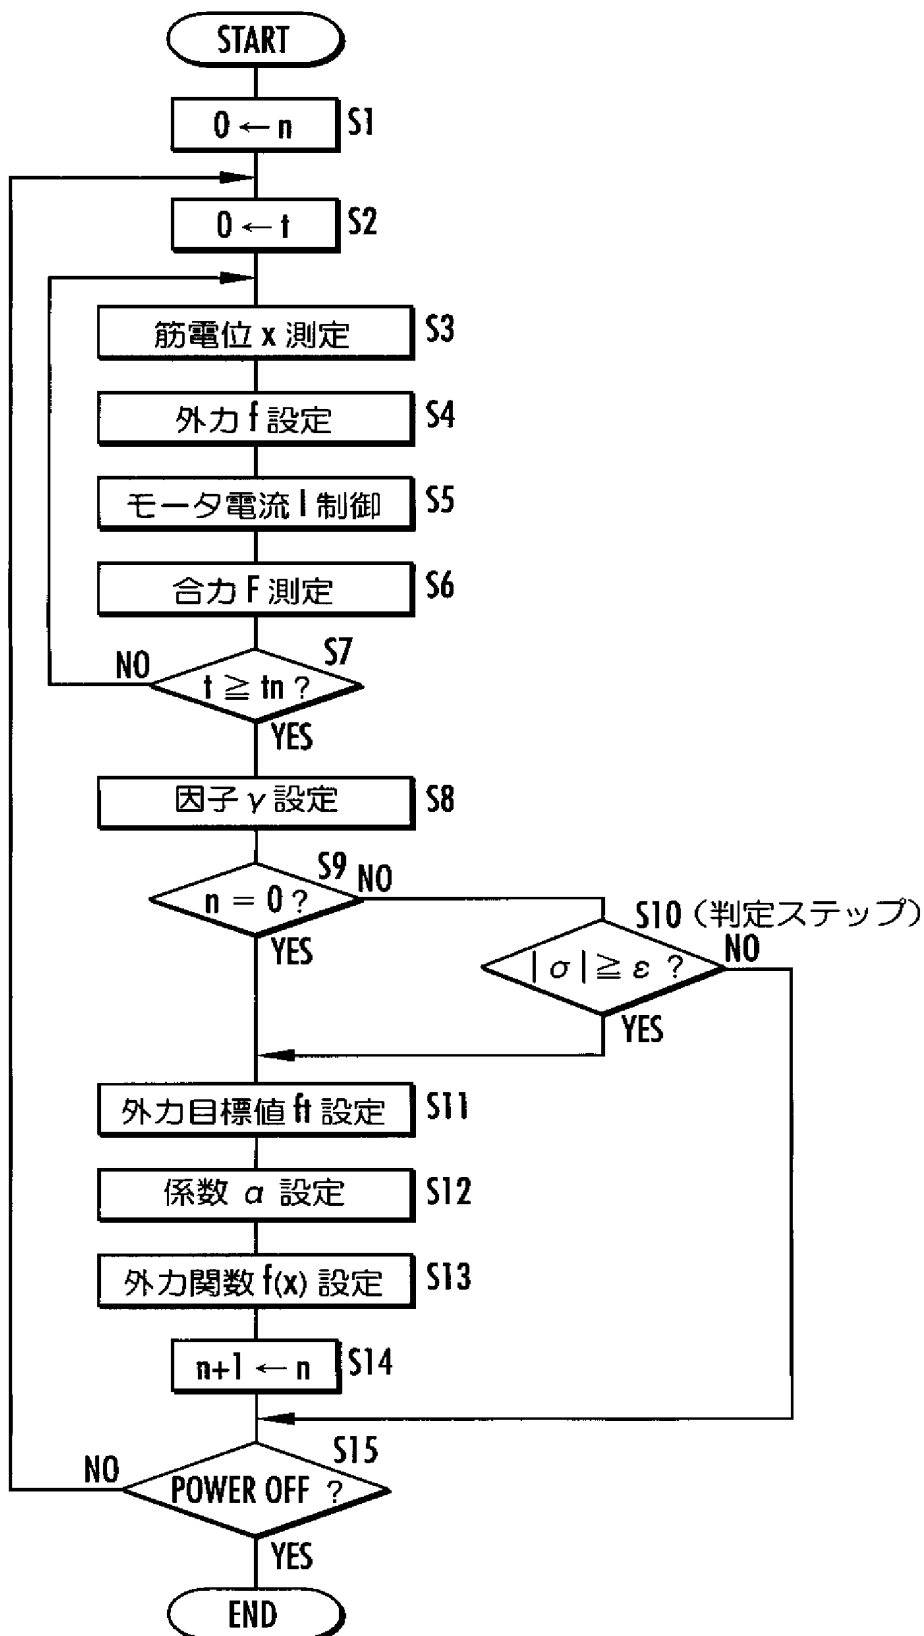 START
0 ← n S1
0 ← t S2
筋電位 x 測定 S3
外力 f 設定 S4
モータ電流 I 制御 S5
合力 F 測定 S6
S7
NO
t ≧ tn ?
YES
因子 γ 設定 S8
S9
NO
n = 0 ?
YES
S10 (判定ステップ)
NO
| σ | ≧ ε ?
YES
外力目標値 ft 設定 S11
係数 α 設定 S12
外力関数 f(x) 設定 S13
n+1 ← n S14
S15
NO
POWER OFF ?
YES
END